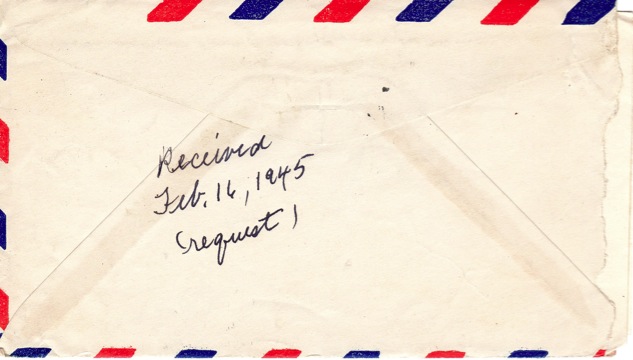 Received
Feb. 16, 1945
(request)